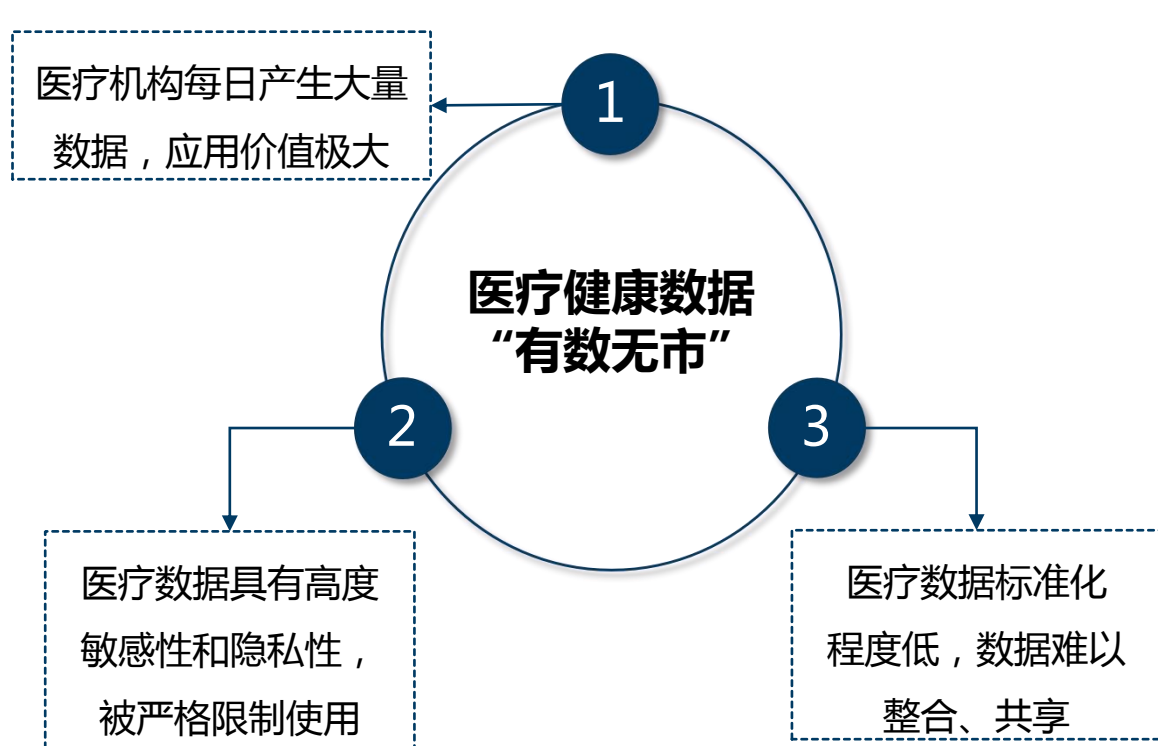 医疗机构每日产生大量
数据，应用价值极大
1
医疗健康数据
“有数无市”
2
3
医疗数据具有高度
敏感性和隐私性，
被严格限制使用
医疗数据标准化
程度低，数据难以
整合、共享